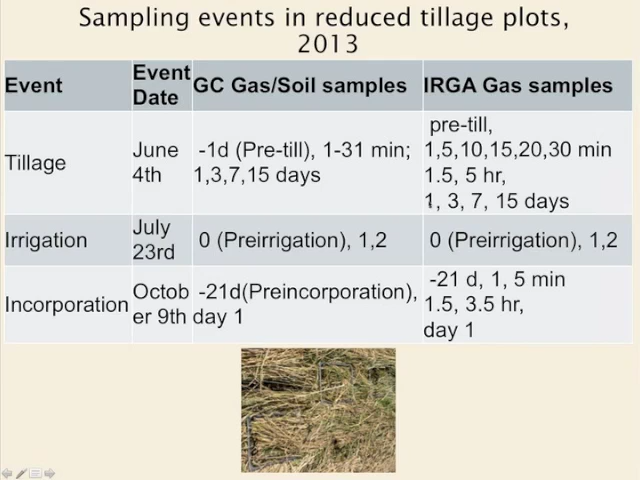 Sampling events in reduced tillage plots,
2013
Event
Event Date
GC Gas/Soil samples
IRGA Gas samples
Tillage
June
4th
-1d (Pre-till), 1-31 min;
1,3,7,15 days
pre-till,
1,5,10,15,20,30 min
1.5, 5 hr,
1, 3, 7, 15 days
Irrigation
July
23rd
0 (Preirrigation), 1,2
0 (Preirrigation), 1,2
Incorporation
Octob
er 9th
-21d(Preincorporation),
day 1
-21 d, 1, 5 min
1.5, 3.5 hr,
day 1